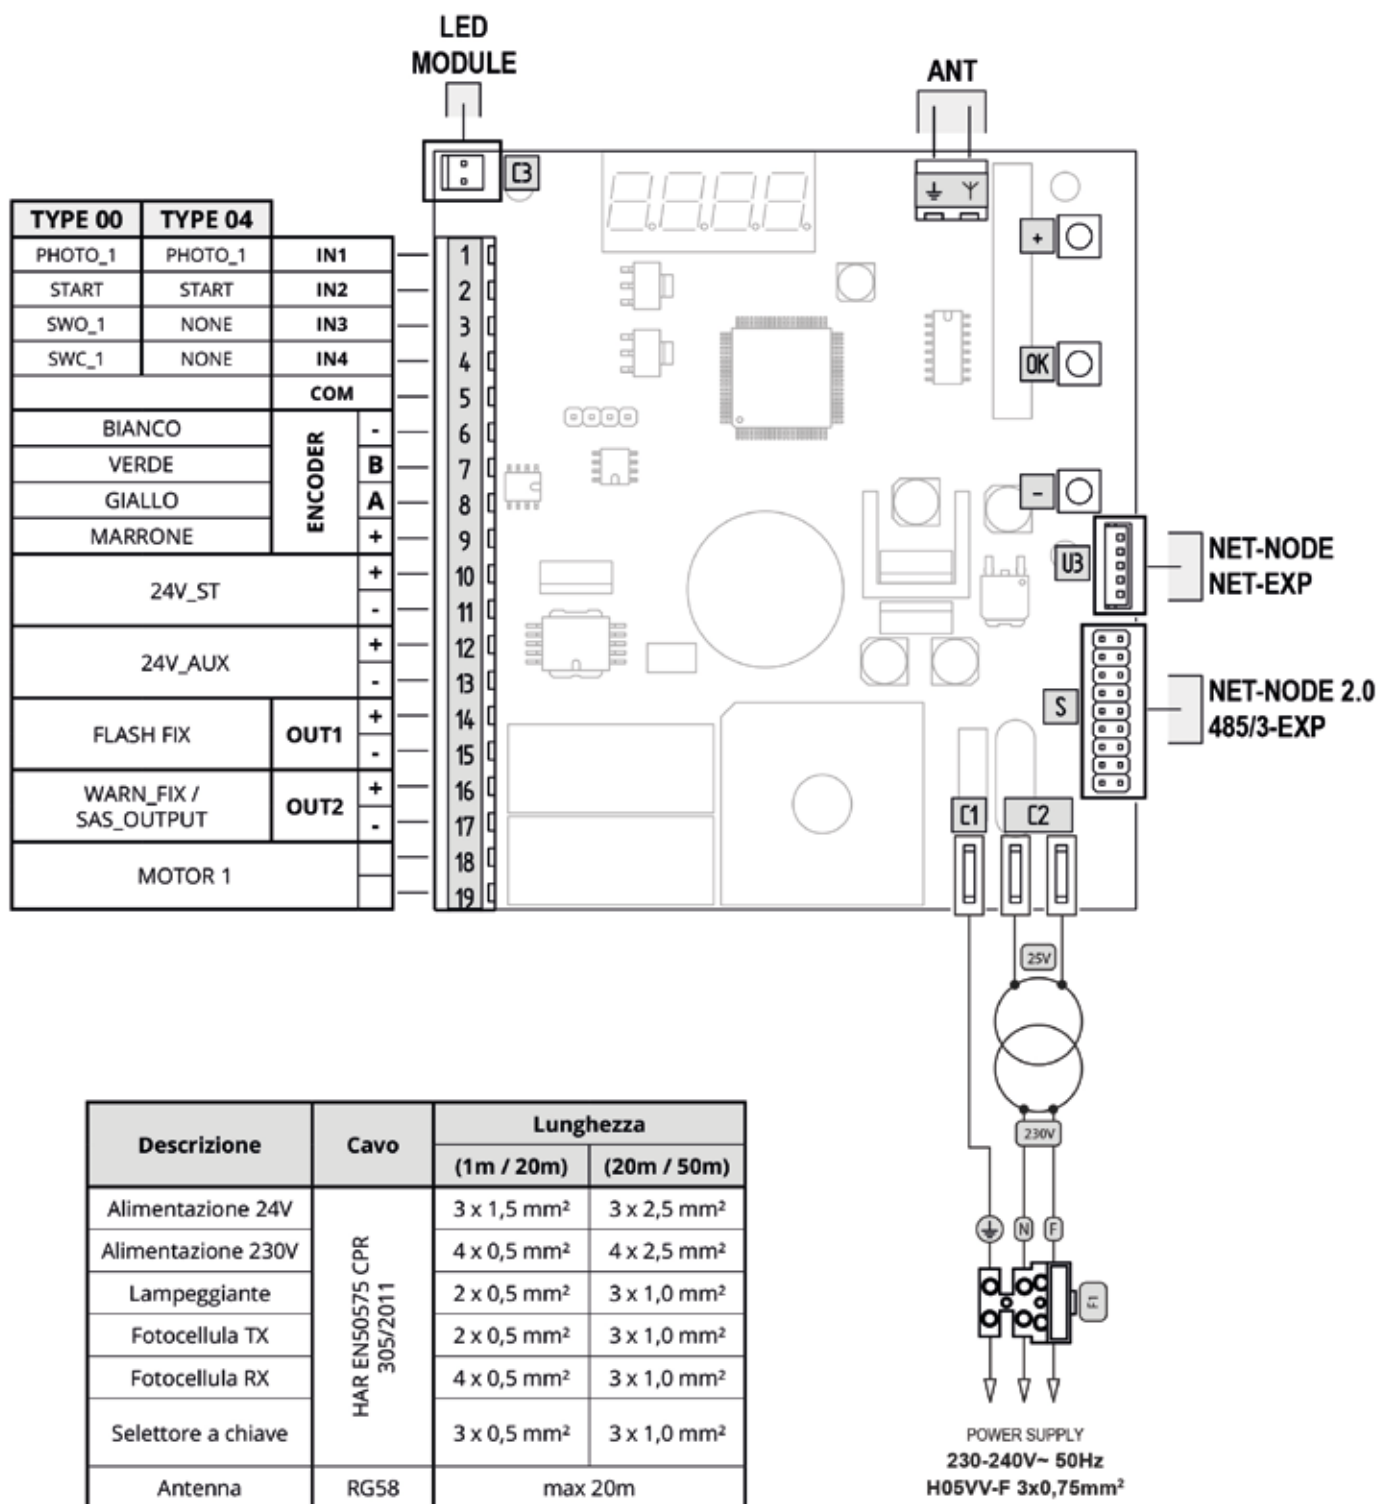 LED
MODULE
ANT
C3
+
OK
-
TYPE 00 TYPE 04
PHOTO_1 PHOTO_1 IN1 1
START START IN2 2
SWO_1 NONE IN3 3
SWC_1 NONE IN4 4
COM 5
BIANCO - 6
VERDE B 7
GIALLO A 8
MARRONE + 9
ENCODER
24V_ST
+ 10
- 11
24V_AUX
+ 12
- 13
FLASH FIX OUT1
+ 14
- 15
WARN_FIX /
SAS_OUTPUT
OUT2
+ 16
- 17
MOTOR 1
18
19
U3
NET-NODE
NET-EXP
S
NET-NODE 2.0
485/3-EXP
C1 C2
25V
230V
N F
F1
POWER SUPPLY
230-240V~ 50Hz
H05VV-F 3x0,75mm²
Descrizione Cavo Lunghezza
(1m / 20m) (20m / 50m)
Alimentazione 24V 3 x 1,5 mm² 3 x 2,5 mm²
Alimentazione 230V 4 x 0,5 mm² 4 x 2,5 mm²
Lampeggiante 2 x 0,5 mm² 3 x 1,0 mm²
Fotocellula TX 2 x 0,5 mm² 3 x 1,0 mm²
Fotocellula RX 4 x 0,5 mm² 3 x 1,0 mm²
Selettore a chiave 3 x 0,5 mm² 3 x 1,0 mm²
HAR EN50575 CPR
305/2011
Antenna RG58 max 20m